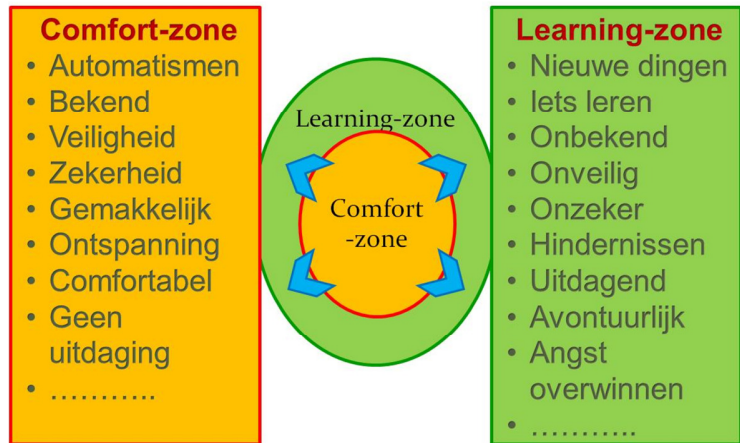 Comfort-zone
• Automatismen
• Bekend
• Veiligheid
• Zekerheid
• Gemakkelijk
• Ontspanning
• Comfortabel
• Geen
uitdaging
• ………..
Learning-zone
Comfort
-zone
Learning-zone
• Nieuwe dingen
• Iets leren
• Onbekend
• Onveilig
• Onzeker
• Hindernissen
• Uitdagend
• Avontuurlijk
• Angst
overwinnen
• ………..